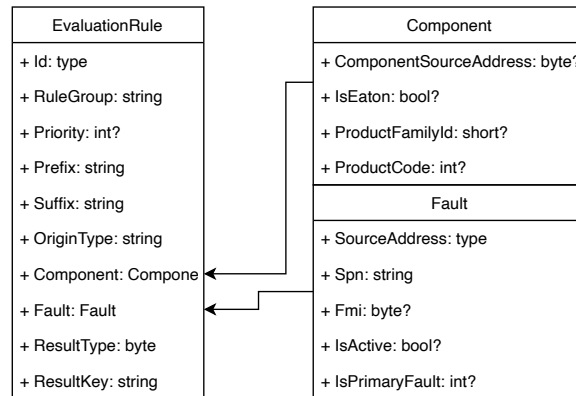 EvaluationRule
+ Id: type
+ RuleGroup: string
+ Priority: int?
+ Prefix: string
+ Suffix: string
+ OriginType: string
+ Component: Compone
+ Fault: Fault
+ ResultType: byte
+ ResultKey: string
Component
+ ComponentSourceAddress: byte?
+ IsEaton: bool?
+ ProductFamilyId: short?
+ ProductCode: int?
Fault
+ SourceAddress: type
+ Spn: string
+ Fmi: byte?
+ IsActive: bool?
+ IsPrimaryFault: int?